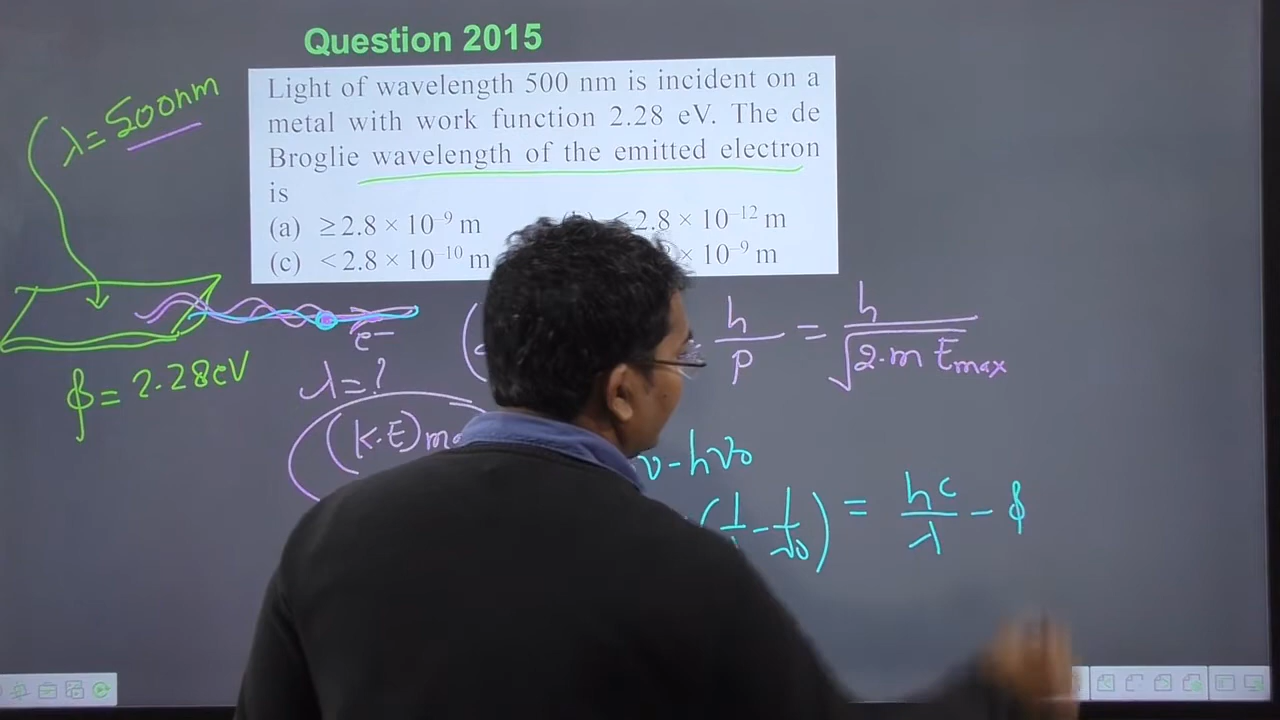 Question 2015
Light of wavelength 500 nm is incident on a
metal with work function 2.28 eV. The de
Broglie wavelength of the emitted electron
is
(a) ≥2.8 × 10⁻⁹ m
2.8 × 10⁻¹² m
(c) <2.8 × 10⁻¹⁰ m
× 10⁻⁹ m
λ=500nm
e-
ϕ= 2.28eV
λ=?
h/p = h/√2·m Emax
(K.E)
ν-hν₀
= hc/λ - ϕ